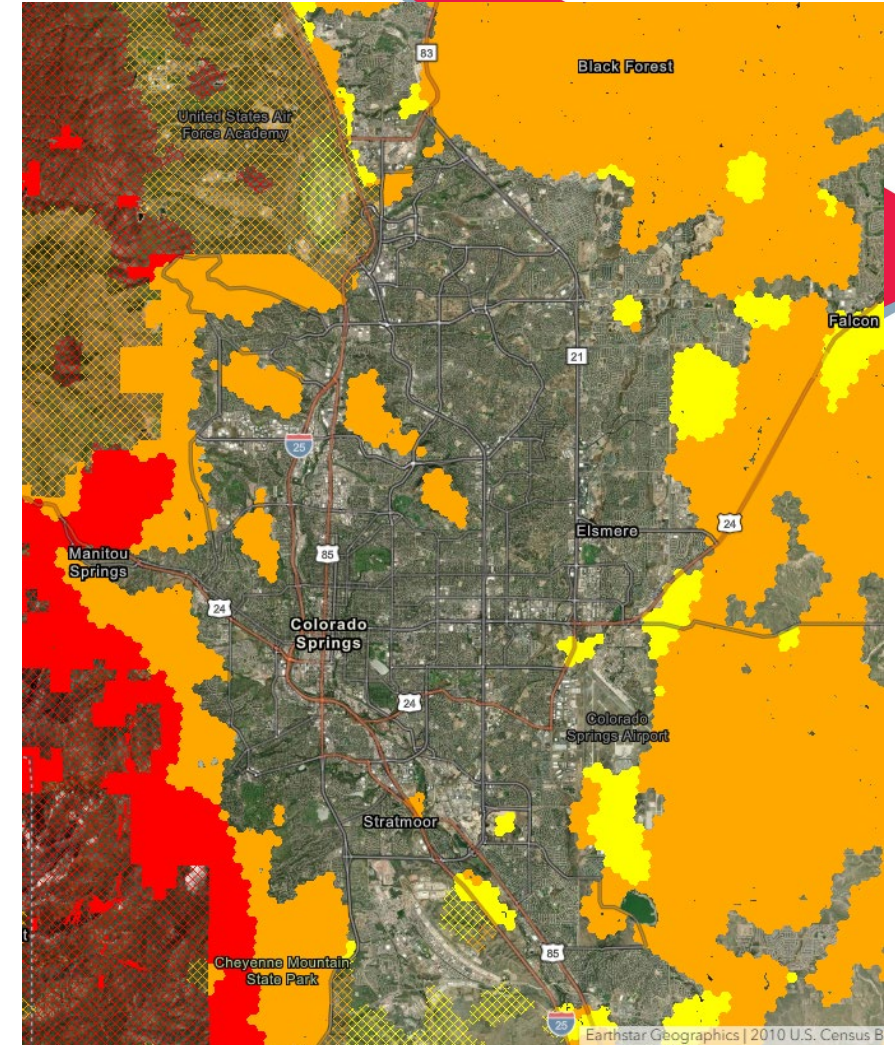 83
Black Forest
United States Air
Force Academy
Falcon
21
25
24
Elsmere
85
Manitou
Springs
24
Colorado
Springs
24
Colorado
Springs Airport
Stratmoor
85
Cheyenne Mountain
State Park
25
Earthstar Geographics | 2010 U.S. Census B